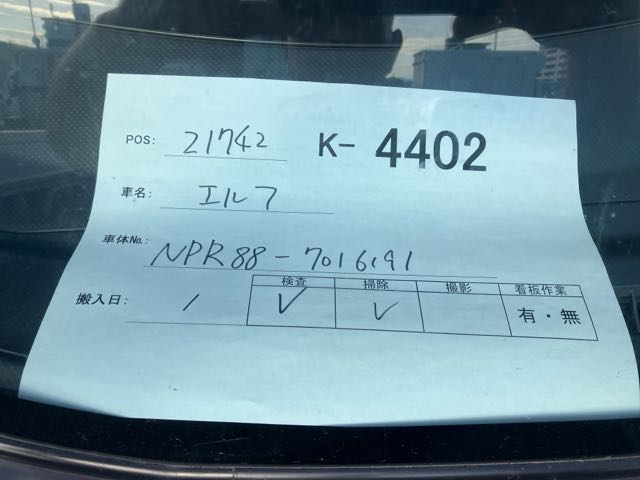 POS: 21742 K- 4402
車名: エルフ
車体No.: NPR88-7016191
検査 掃除 撮影 看板作業
搬入日: / ✓ ✓ 有・無